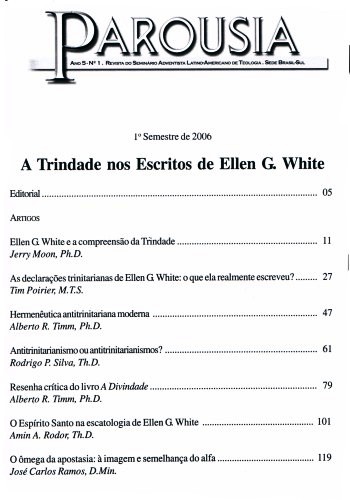 PAROUSIA
ANO 5 - Nº 1 . REVISTA DO SEMINÁRIO ADVENTISTA LATINO-AMERICANO DE TEOLOGIA . SEDE BRASIL-SUL
1º Semestre de 2006
A Trindade nos Escritos de Ellen G. White
Editorial ........ 05
ARTIGOS
Ellen G. White e a compreensão da Trindade ........ 11
Jerry Moon, Ph.D.
As declarações trinitarianas de Ellen G. White: o que ela realmente escreveu? ........ 27
Tim Poirier, M.T.S.
Hermenêutica antitrinitariana moderna ........ 47
Alberto R. Timm, Ph.D.
Antitrinitarianismo ou antitrinitarianismos? ........ 61
Rodrigo P. Silva, Th.D.
Resenha crítica do livro A Divindade ........ 79
Alberto R. Timm, Ph.D.
O Espírito Santo na escatologia de Ellen G. White ........ 101
Amin A. Rodor, Th.D.
O ômega da apostasia: à imagem e semelhança do alfa ........ 119
José Carlos Ramos, D.Min.